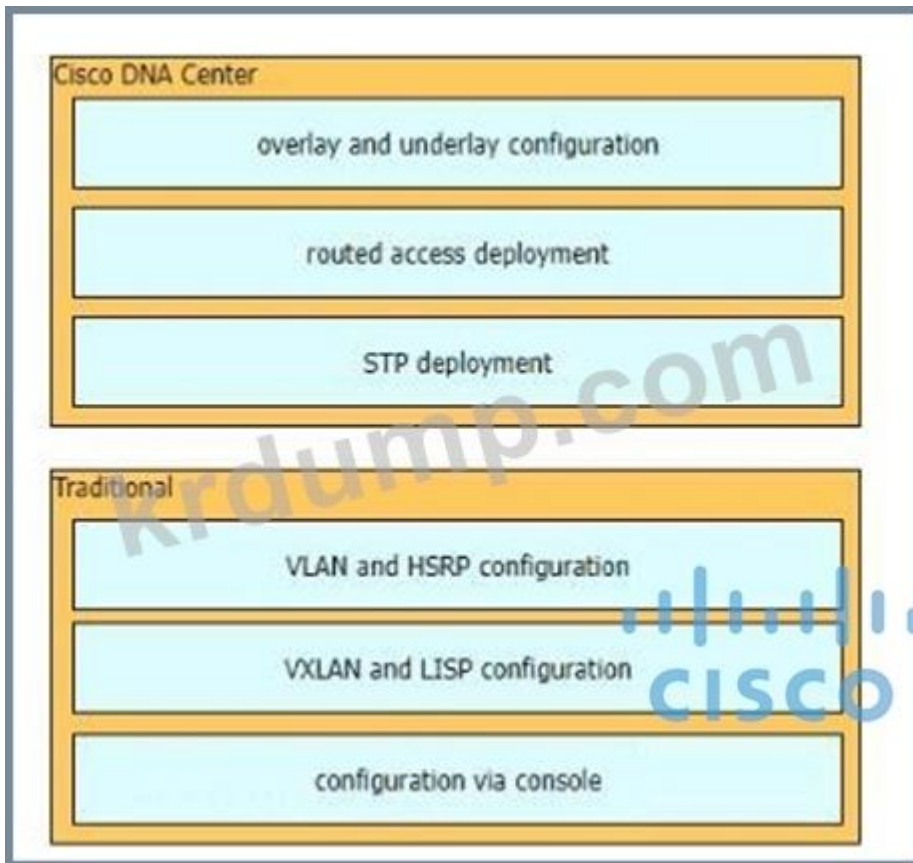 Cisco DNA Center
overlay and underlay configuration
routed access deployment
STP deployment
krdump.com
Traditional
VLAN and HSRP configuration
VXLAN and LISP configuration
CISCO
configuration via console